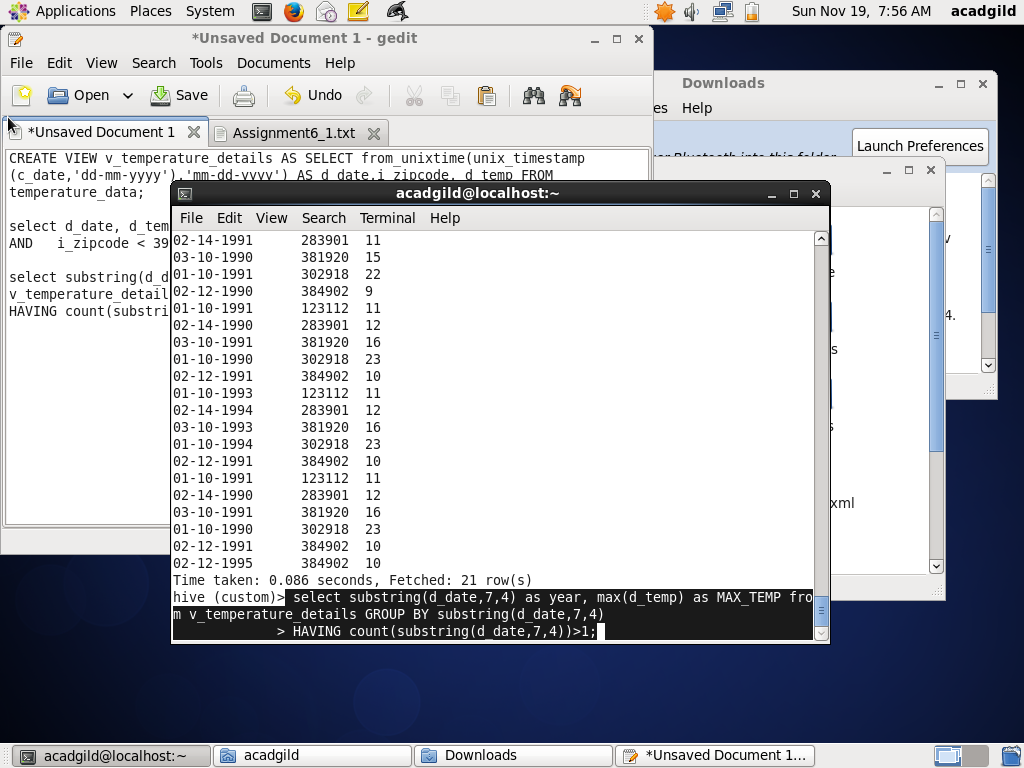 Applications Places System
Sun Nov 19, 7:56 AM acadgild
*Unsaved Document 1 - gedit
File Edit View Search Tools Documents Help
Open Save Undo
*Unsaved Document 1 Assignment6_1.txt
CREATE VIEW v_temperature_details AS SELECT from_unixtime(unix_timestamp
(c_date,'dd-mm-yyyy'),'mm-dd-yyyy') AS d_date,i_zipcode, d_temp FROM
temperature_data;
select d_date, d_tem
AND i_zipcode < 39
select substring(d_d
v_temperature_detail
HAVING count(substri
Downloads
es Help
Bluetooth into this folder
Launch Preferences
v
e
4.
s
s
xml
acadgild@localhost:~
File Edit View Search Terminal Help
02-14-1991 283901 11
03-10-1990 381920 15
01-10-1991 302918 22
02-12-1990 384902 9
01-10-1991 123112 11
02-14-1990 283901 12
03-10-1991 381920 16
01-10-1990 302918 23
02-12-1991 384902 10
01-10-1993 123112 11
02-14-1994 283901 12
03-10-1993 381920 16
01-10-1994 302918 23
02-12-1991 384902 10
01-10-1991 123112 11
02-14-1990 283901 12
03-10-1991 381920 16
01-10-1990 302918 23
02-12-1991 384902 10
02-12-1995 384902 10
Time taken: 0.086 seconds, Fetched: 21 row(s)
hive (custom)> select substring(d_date,7,4) as year, max(d_temp) as MAX_TEMP fro
m v_temperature_details GROUP BY substring(d_date,7,4)
> HAVING count(substring(d_date,7,4))>1;
acadgild@localhost:~ acadgild Downloads *Unsaved Document 1...